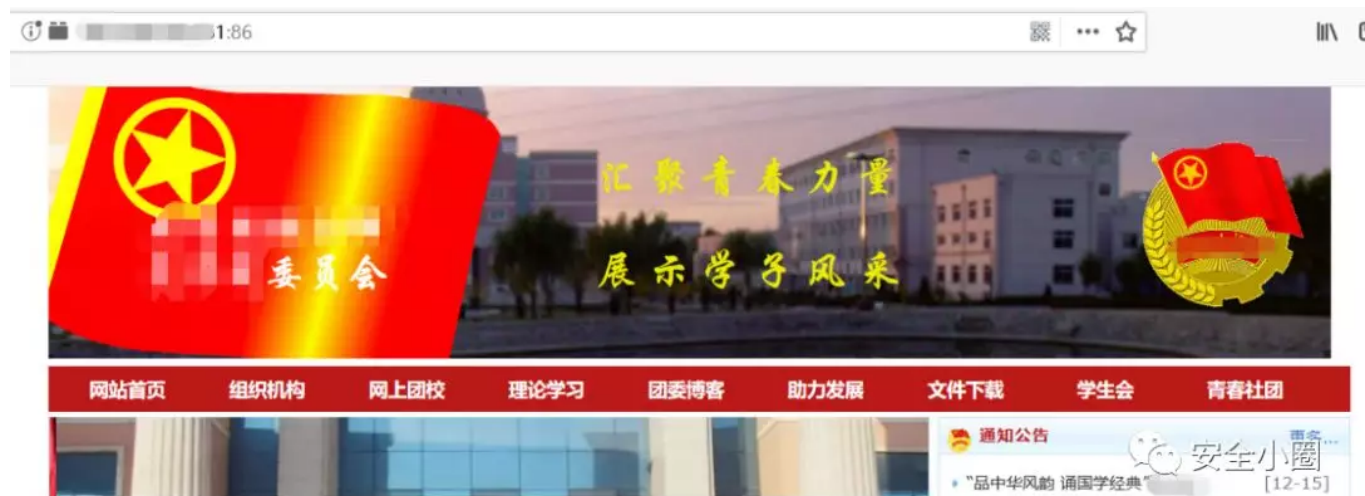 1:86
汇聚青春力量
委员会
展示学子风采
网站首页 组织机构 网上团校 理论学习 团委博客 助力发展 文件下载 学生会 青春社团
通知公告 更多...
安全小圈
"品中华风韵 诵国学经典" [12-15]